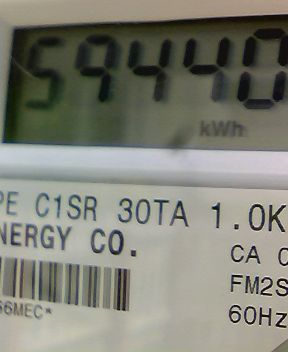 59440
kWh
PE C1SR 30TA 1.0K
NERGY CO.
CA
FM2S
66MEC*
60Hz